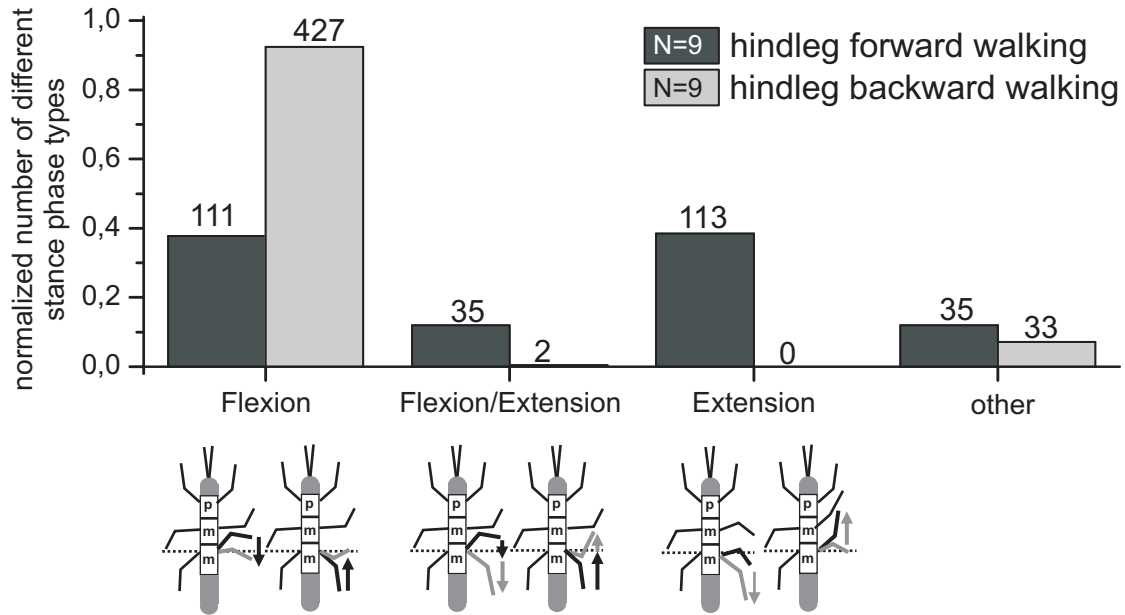 normalized number of different
stance phase types
1,0
0,8
0,6
0,4
0,2
0,0
N=9 hindleg forward walking
N=9 hindleg backward walking
111
427
35
2
113
0
35
33
Flexion
Flexion/Extension
Extension
other
p
m
m
p
m
m
p
m
m
p
m
m
p
m
m
p
m
m